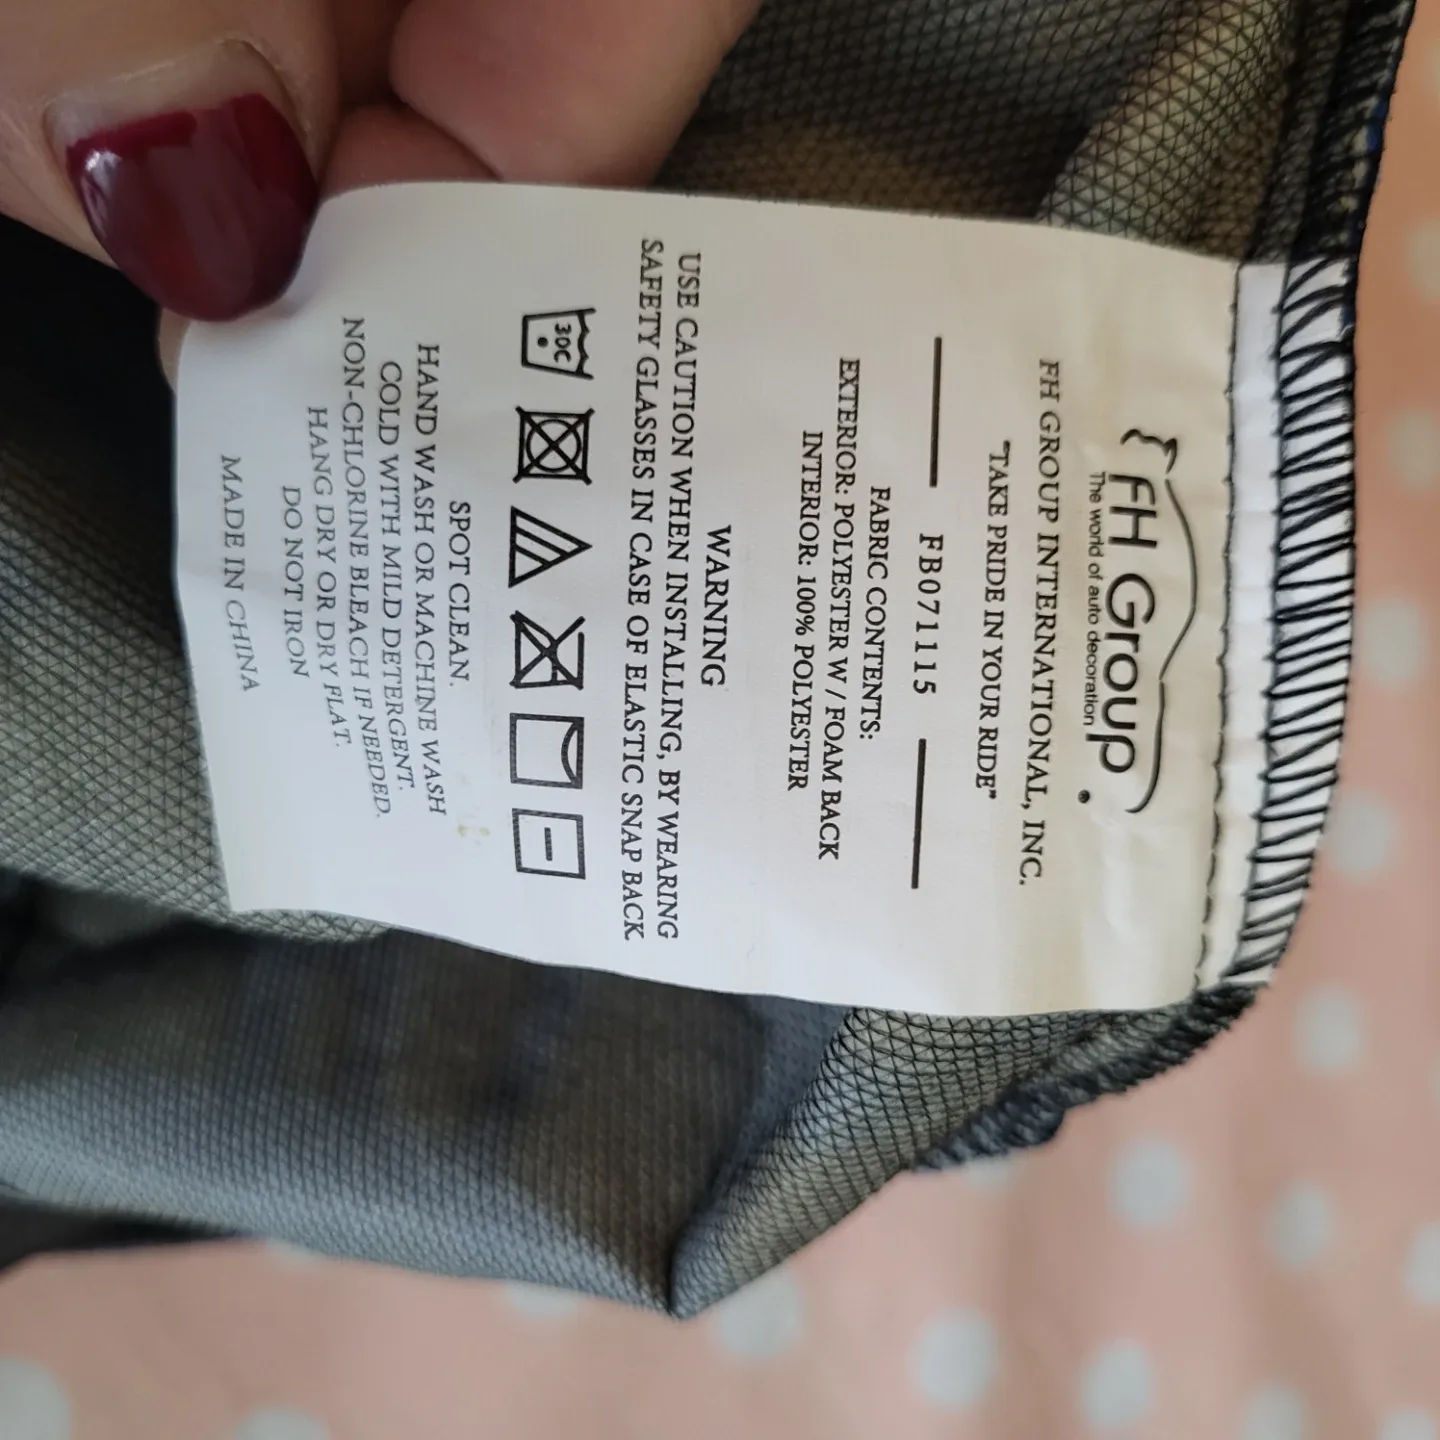 FH Group
The world of auto decoration
FH GROUP INTERNATIONAL, INC.
"TAKE PRIDE IN YOUR RIDE"
FB071115
FABRIC CONTENTS:
EXTERIOR: POLYESTER W / FOAM BACK
INTERIOR: 100% POLYESTER
WARNING
USE CAUTION WHEN INSTALLING, BY WEARING
SAFETY GLASSES IN CASE OF ELASTIC SNAP BACK
30C
SPOT CLEAN.
HAND WASH OR MACHINE WASH
COLD WITH MILD DETERGENT.
NON-CHLORINE BLEACH IF NEEDED.
HANG DRY OR DRY FLAT.
DO NOT IRON
MADE IN CHINA